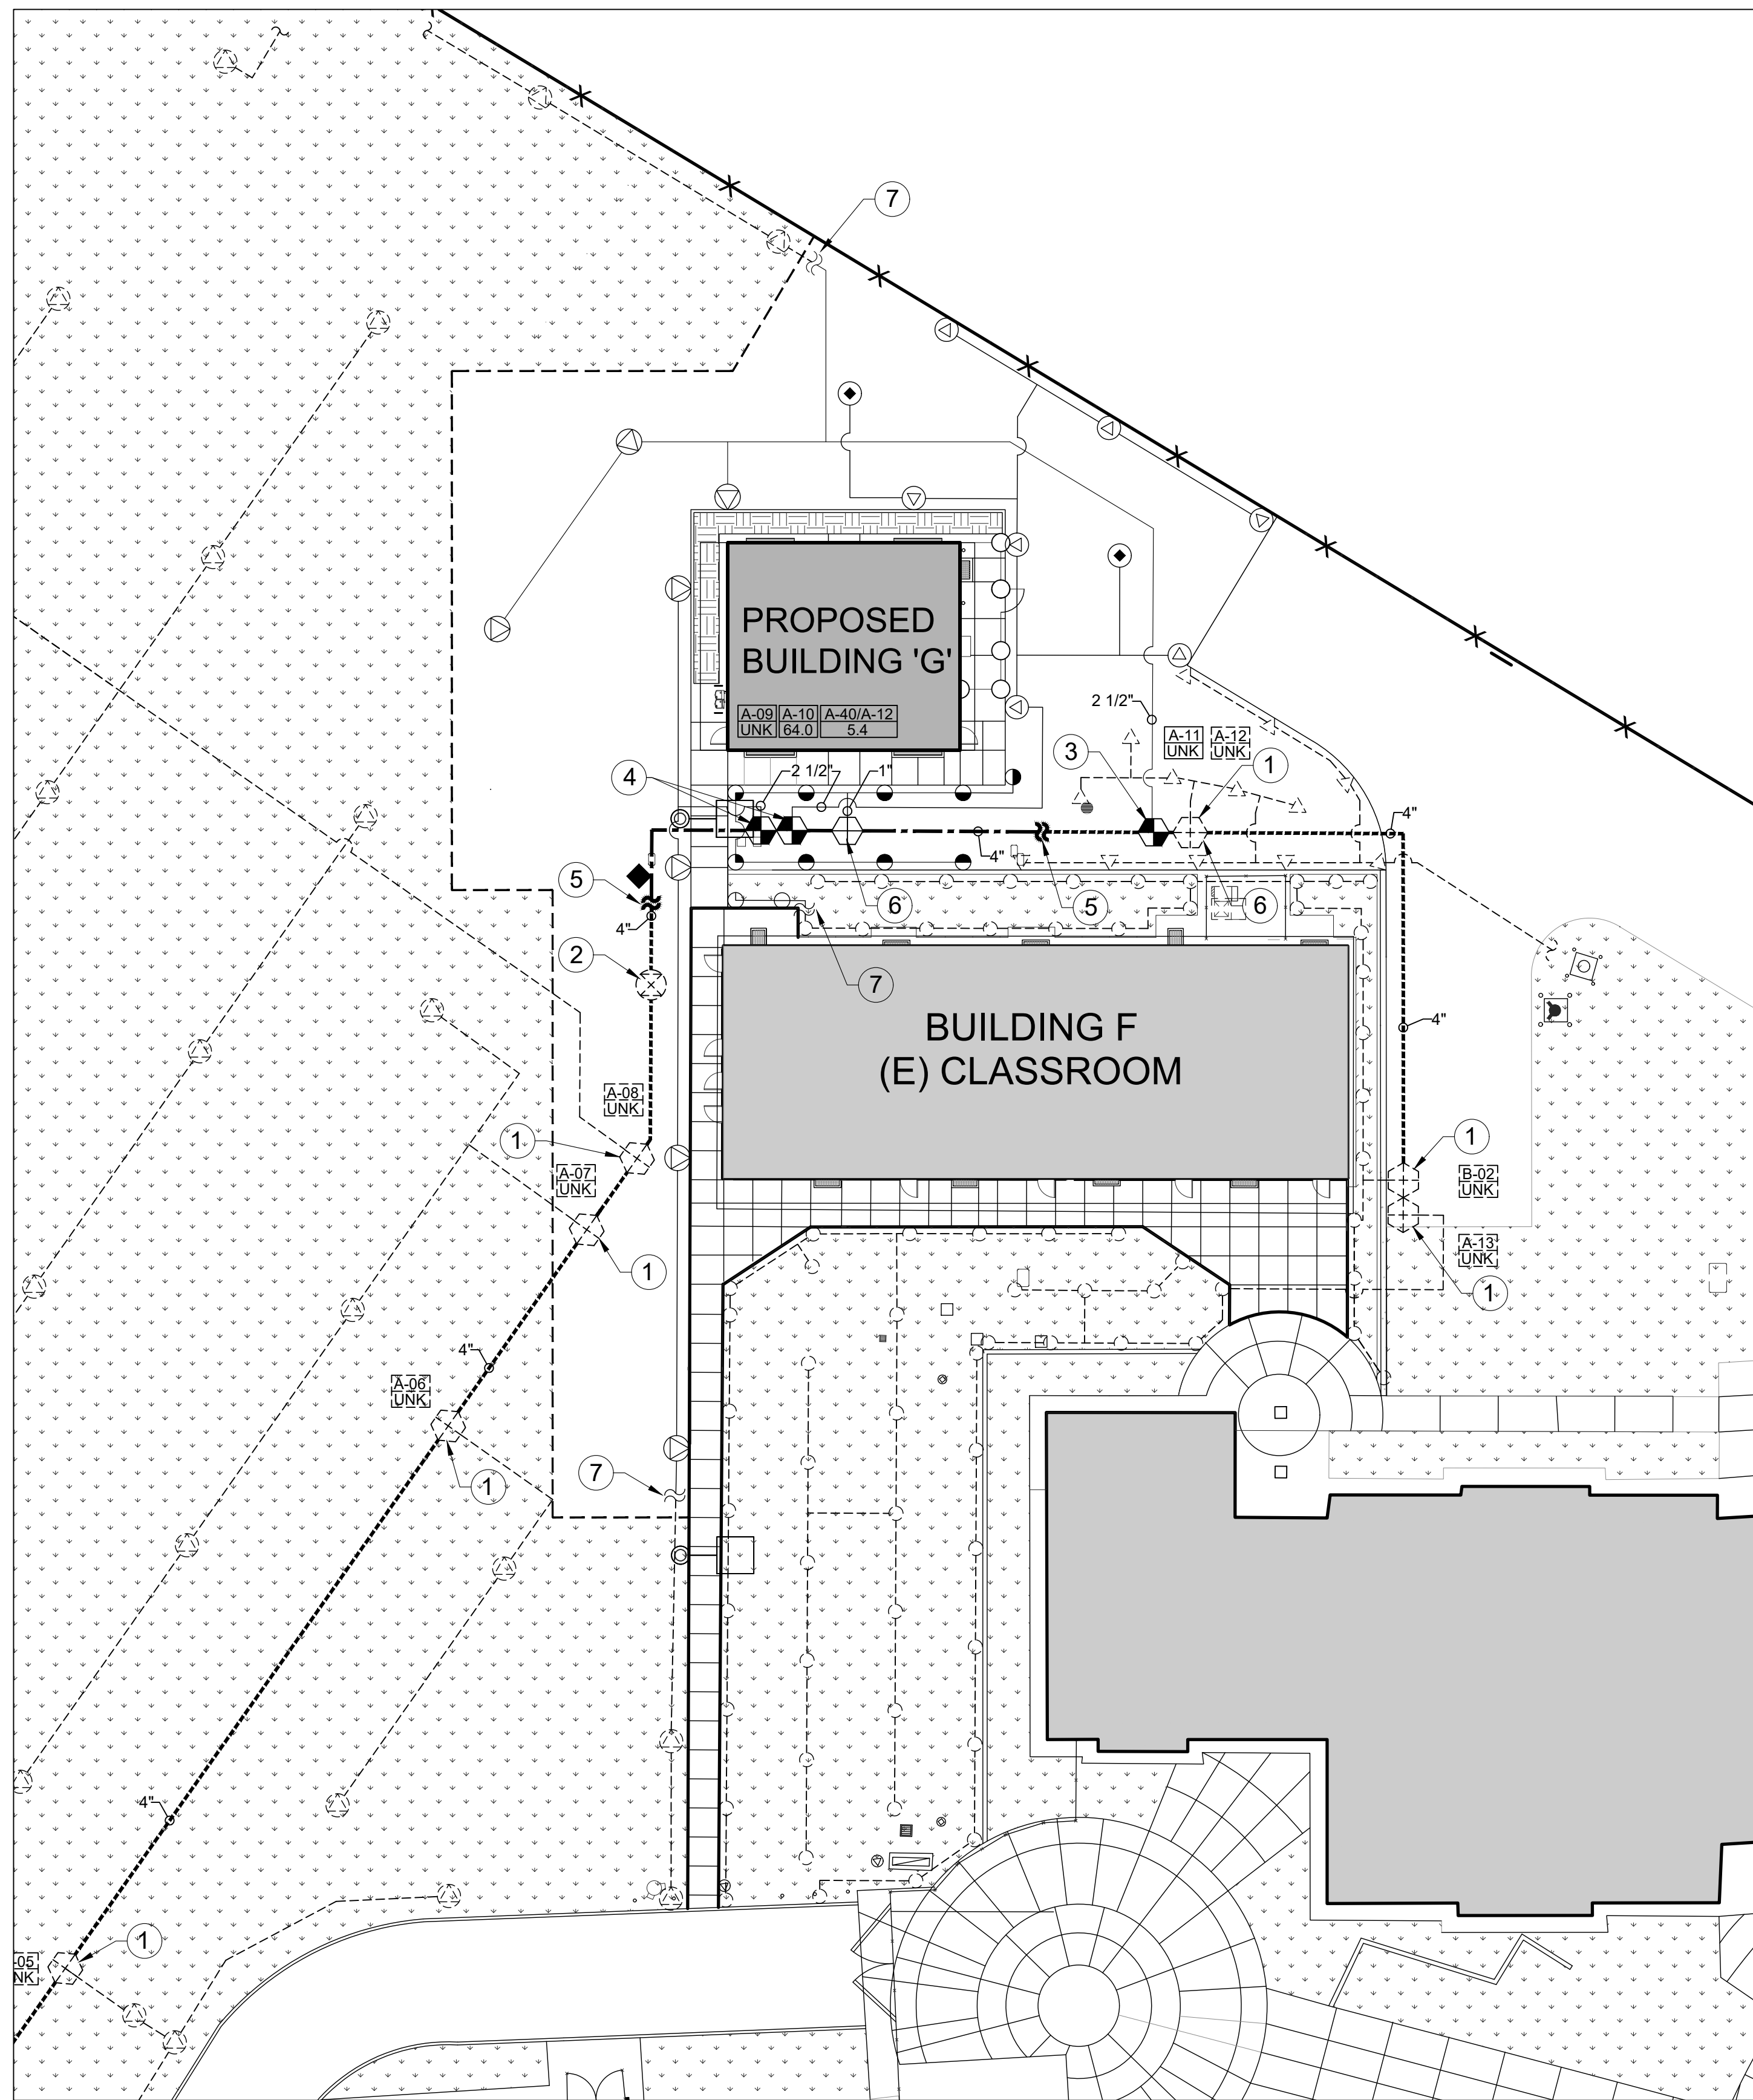 7
PROPOSED
BUILDING 'G'
A-09 A-10 A-40/A-12
UNK 64.0 5.4
2 1/2"
A-11 A-12
UNK UNK
3
1
4
2 1/2"
1"
4"
4"
5
6
5
6
4"
2
7
4"
BUILDING F
(E) CLASSROOM
A-08
UNK
1
1
A-07
UNK
B-02
UNK
1
A-13
UNK
1
4"
A-06
UNK
7
1
4"
1
-05
NK